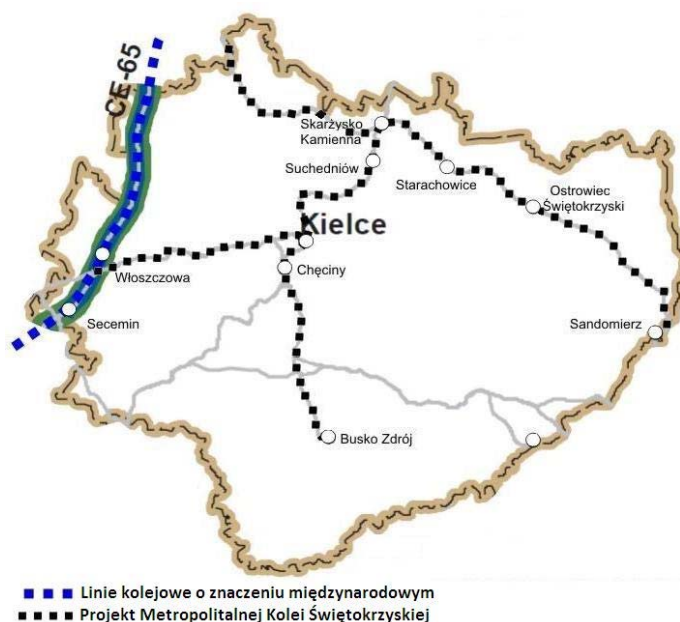 CE-65
Skarżysko
Kamienna
Suchedniów
Starachowice
Ostrowiec
Świętokrzyski
Kielce
Chęciny
Włoszczowa
Secemin
Sandomierz
Busko Zdrój
Linie kolejowe o znaczeniu międzynarodowym
Projekt Metropolitalnej Kolei Świętokrzyskiej